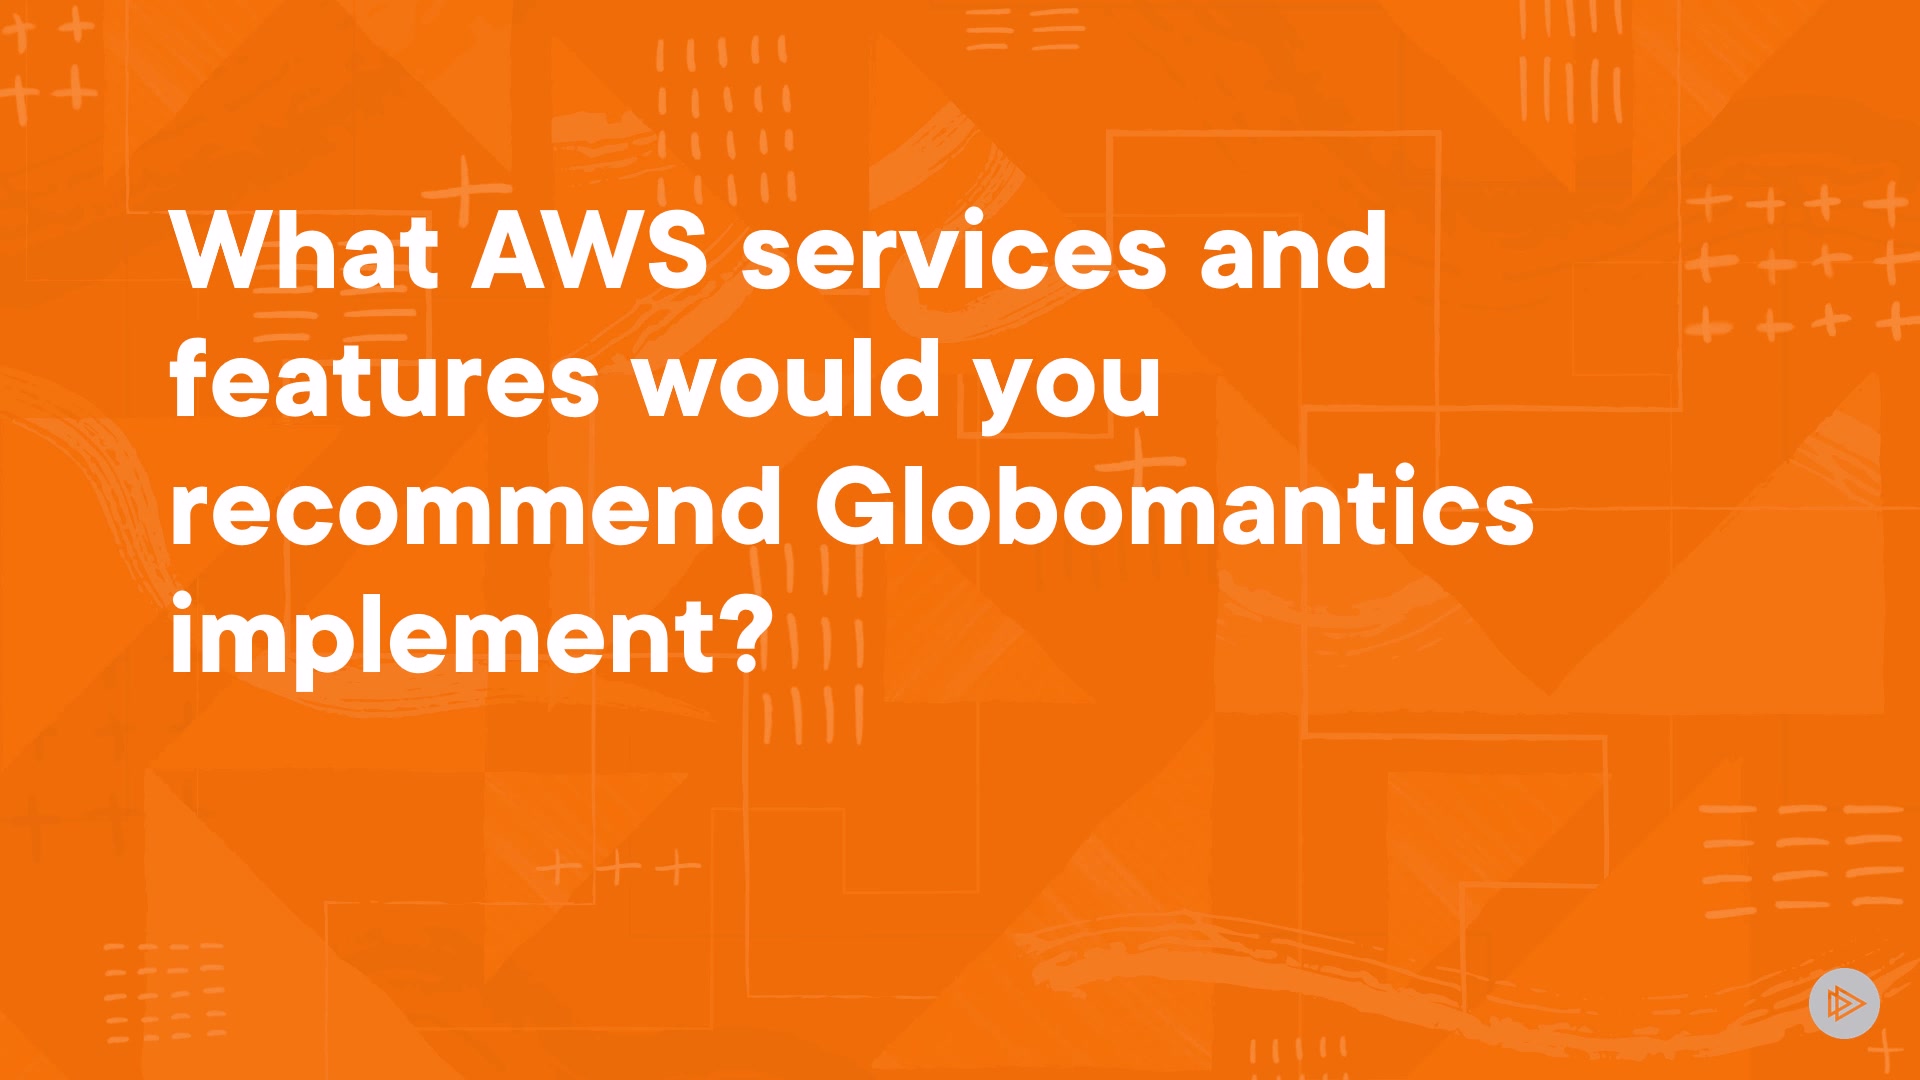 What AWS services and
features would you
recommend Globomantics
implement?